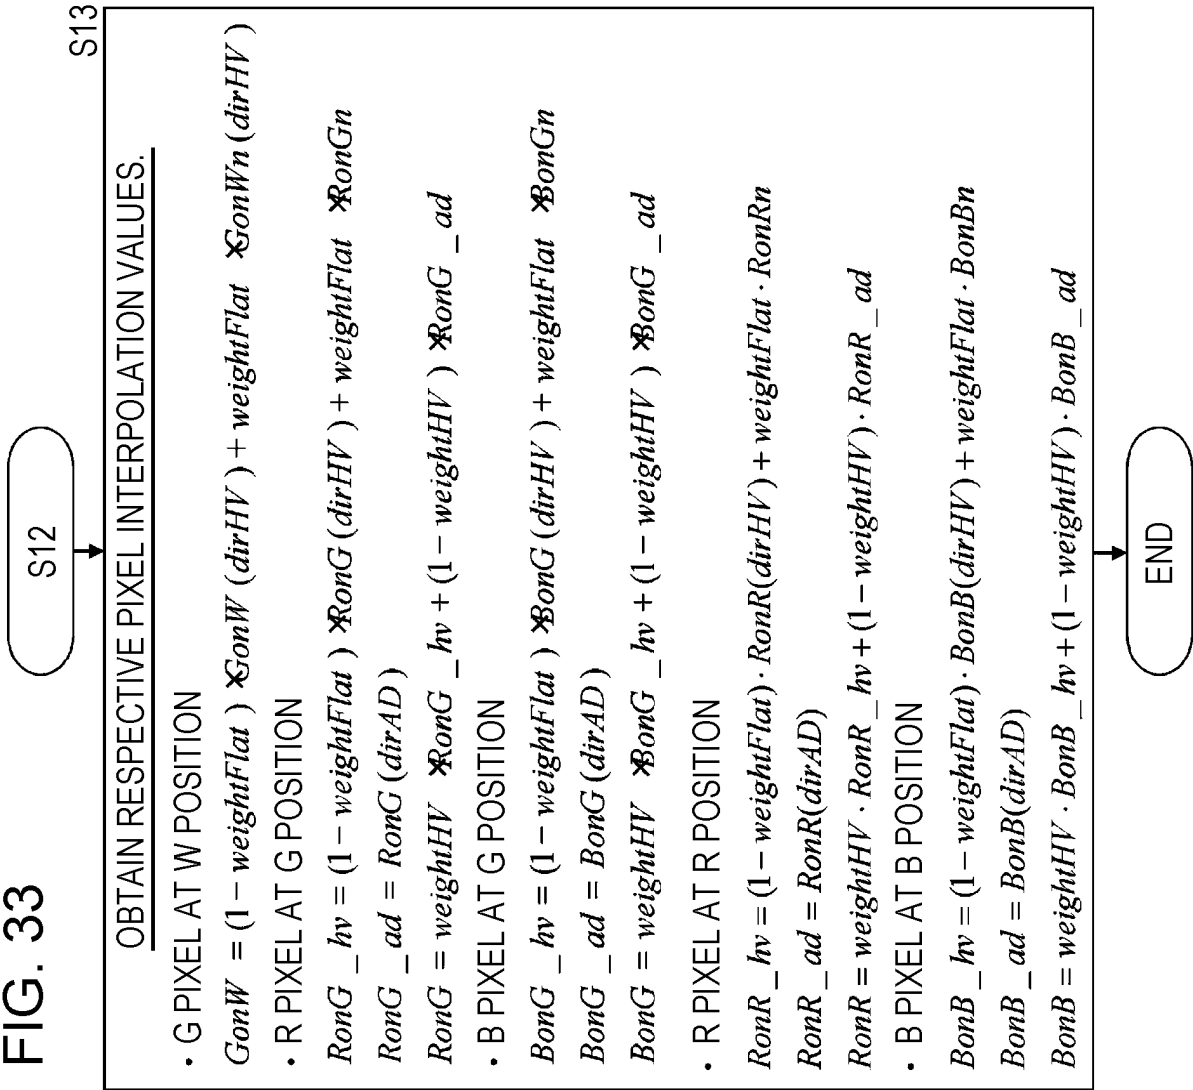 FIG. 33
S12
S13
OBTAIN RESPECTIVE PIXEL INTERPOLATION VALUES.
· G PIXEL AT W POSITION
GonW = (1 − weightFlat) × GonW (dirHV) + weightFlat × GonWn (dirHV)
· R PIXEL AT G POSITION
RonG_hv = (1 − weightFlat) × RonG (dirHV) + weightFlat × RonGn
RonG_ad = RonG (dirAD)
RonG = weightHV × RonG_hv + (1 − weightHV) × RonG_ad
· B PIXEL AT G POSITION
BonG_hv = (1 − weightFlat) × BonG (dirHV) + weightFlat × BonGn
BonG_ad = BonG (dirAD)
BonG = weightHV × BonG_hv + (1 − weightHV) × BonG_ad
· R PIXEL AT R POSITION
RonR_hv = (1 − weightFlat) · RonR(dirHV) + weightFlat · RonRn
RonR_ad = RonR(dirAD)
RonR = weightHV · RonR_hv + (1 − weightHV) · RonR_ad
· B PIXEL AT B POSITION
BonB_hv = (1 − weightFlat) · BonB(dirHV) + weightFlat · BonBn
BonB_ad = BonB(dirAD)
BonB = weightHV · BonB_hv + (1 − weightHV) · BonB_ad
END